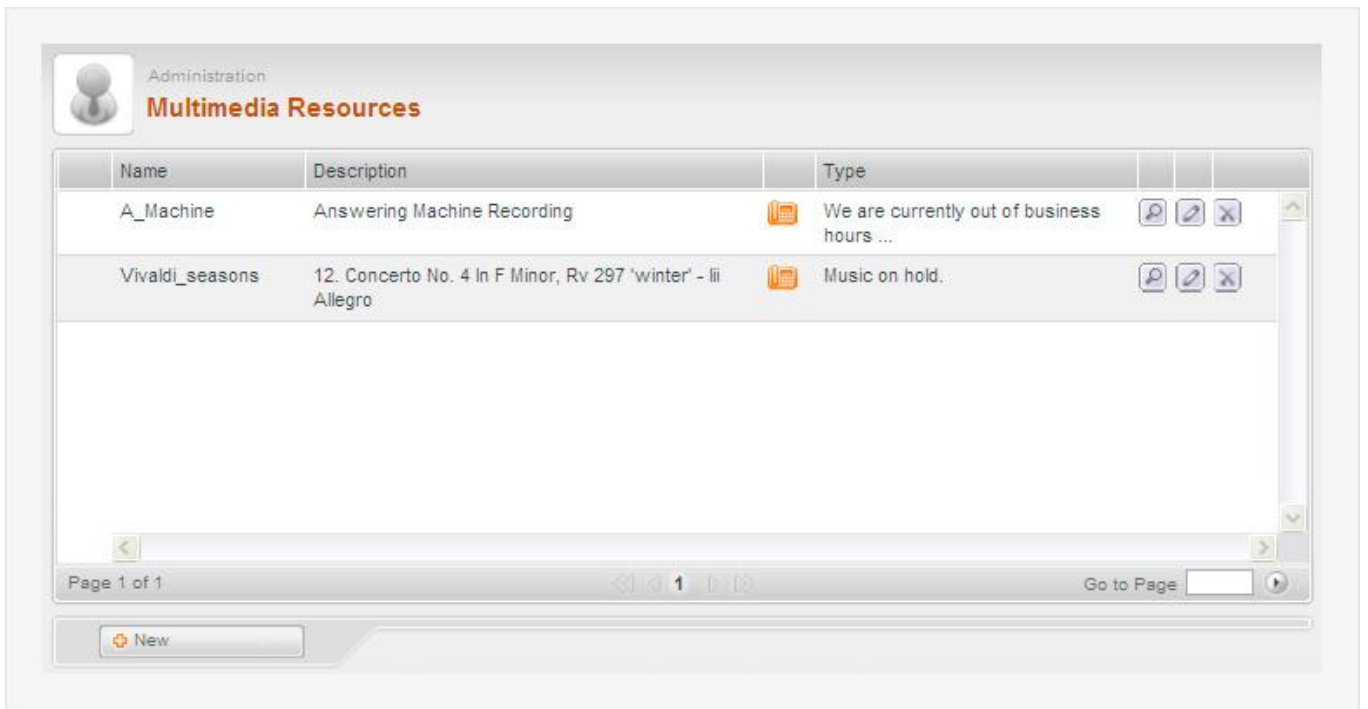 Administration
Multimedia Resources
Name Description Type
A_Machine Answering Machine Recording We are currently out of business
hours ...
Vivaldi_seasons 12. Concerto No. 4 In F Minor, Rv 297 'winter' - Iii Music on hold.
Allegro
Page 1 of 1 1 Go to Page
New